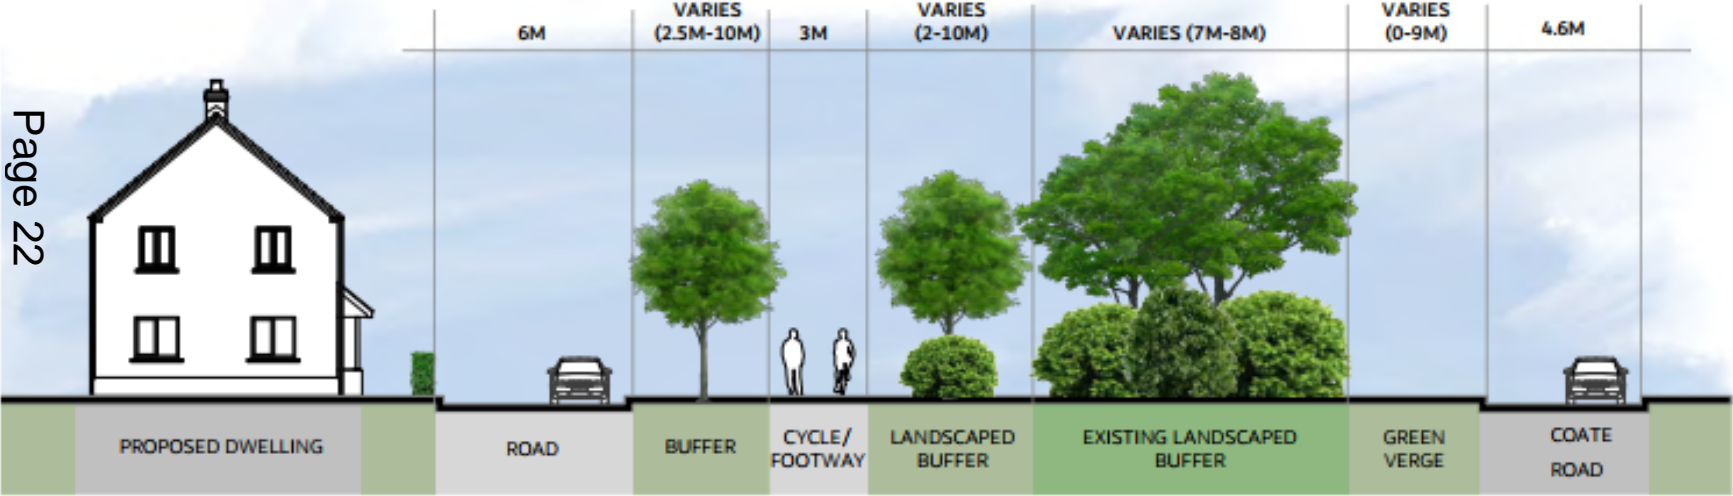 6M
VARIES
(2.5M-10M)
3M
VARIES
(2-10M)
VARIES (7M-8M)
VARIES
(0-9M)
4.6M
Page 22
PROPOSED DWELLING
ROAD
BUFFER
CYCLE/
FOOTWAY
LANDSCAPED
BUFFER
EXISTING LANDSCAPED
BUFFER
GREEN
VERGE
COATE
ROAD